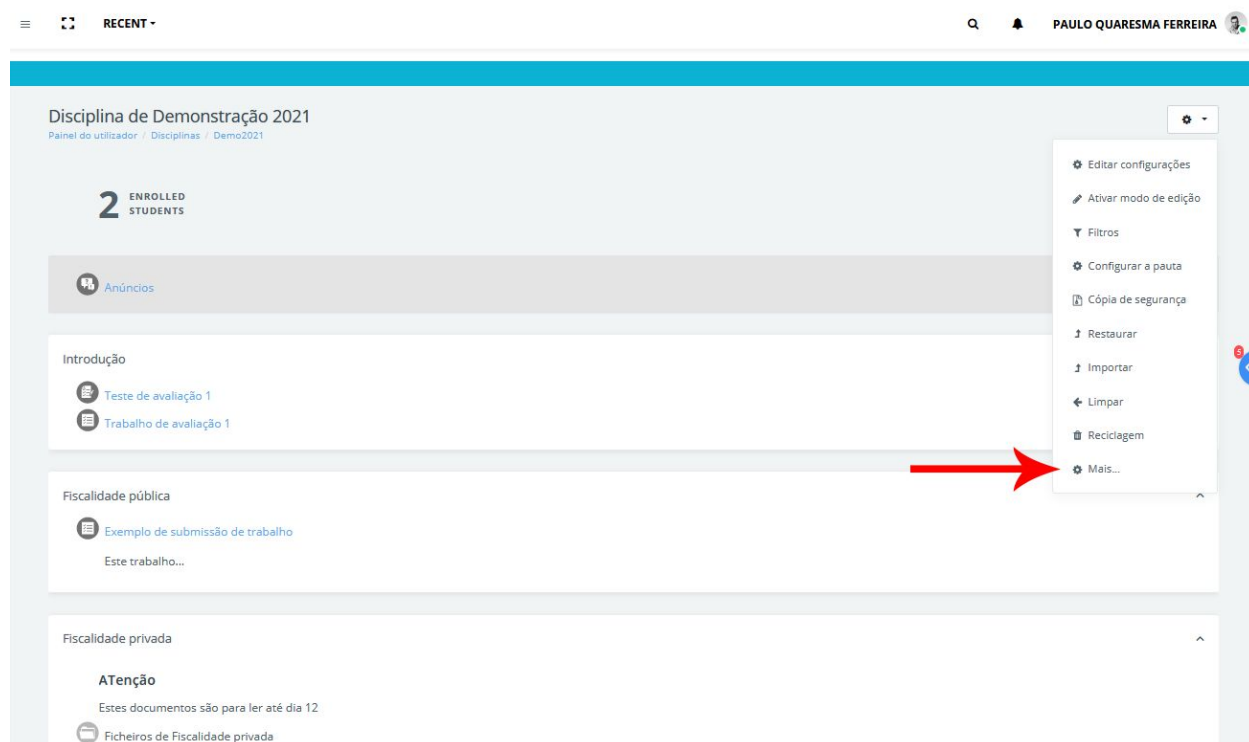 RECENT
PAULO QUARESMA FERREIRA
Disciplina de Demonstração 2021
Painel do utilizador / Disciplinas / Demo2021
2 ENROLLED
STUDENTS
Editar configurações
Ativar modo de edição
Filtros
Configurar a pauta
Cópia de segurança
Restaurar
Importar
Limpar
Reciclagem
Mais...
Anúncios
Introdução
Teste de avaliação 1
Trabalho de avaliação 1
5
Fiscalidade pública
Exemplo de submissão de trabalho
Este trabalho...
Fiscalidade privada
ATenção
Estes documentos são para ler até dia 12
Ficheiros de Fiscalidade privada